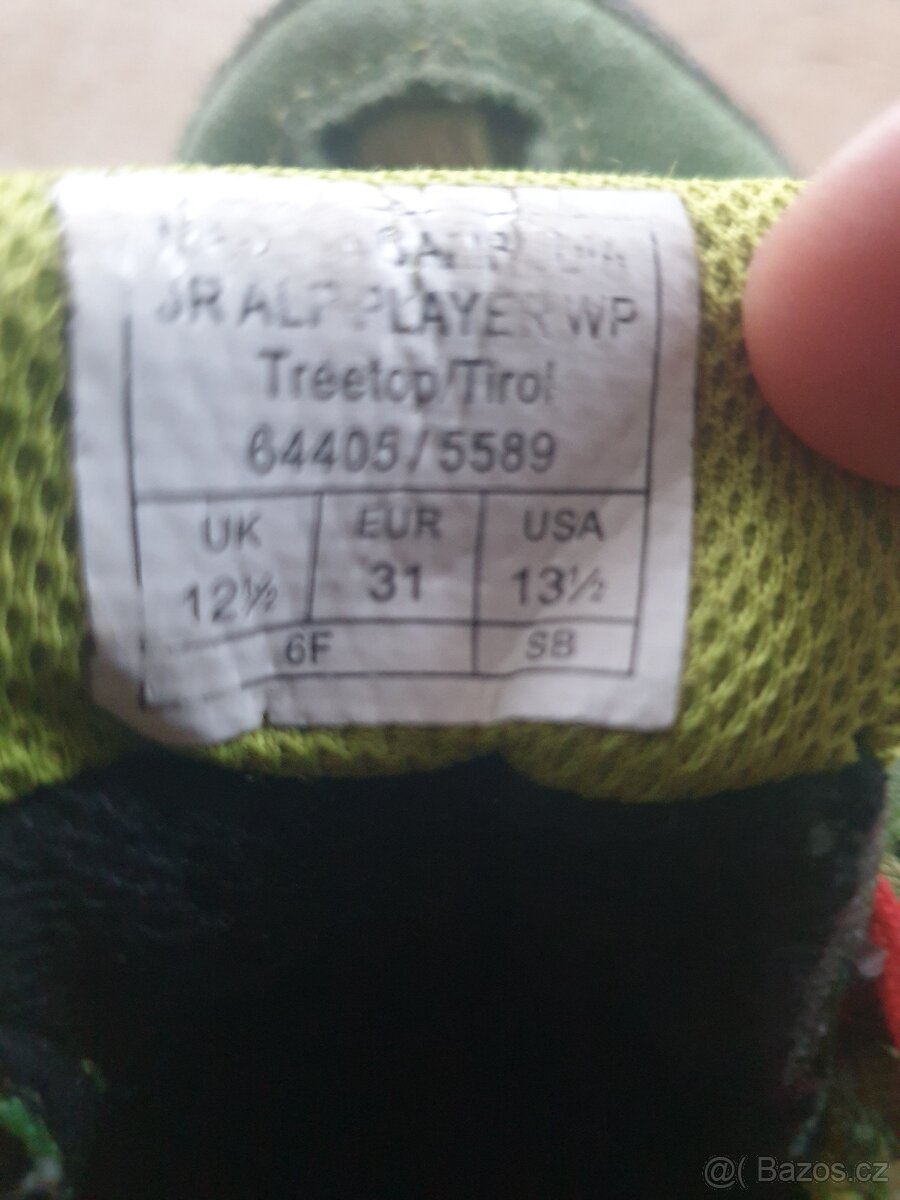 JR ALP PLAYER WP
Treetop/Tirol
64405/5589
UK EUR USA
12½ 31 13½
6F SB
@( Bazos.cz